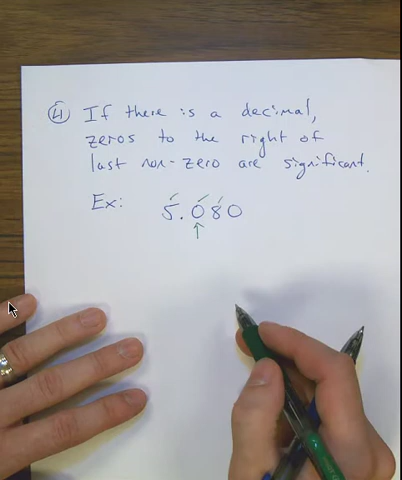 ④ If there is a decimal,
zeros to the right of
last non-zero are significant.
Ex: 5.080